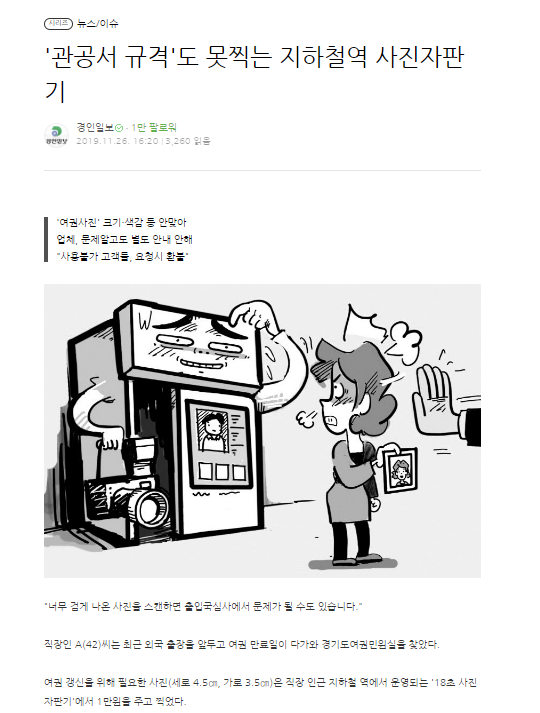 시리즈 뉴스/이슈
'관공서 규격'도 못찍는 지하철역 사진자판
기
경인일보 · 1만 팔로워
경인일보
2019.11.26. 16:20 | 3,260 읽음
'여권사진' 크기·색감 등 안맞아
업체, 문제알고도 별도 안내 안해
"사용불가 고객들, 요청시 환불"
"너무 검게 나온 사진을 스캔하면 출입국심사에서 문제가 될 수도 있습니다."
직장인 A(42)씨는 최근 외국 출장을 앞두고 여권 만료일이 다가와 경기도여권민원실을 찾았다.
여권 갱신을 위해 필요한 사진(세로 4.5㎝, 가로 3.5㎝)은 직장 인근 지하철 역에서 운영되는 '18초 사진
자판기'에서 1만원을 주고 찍었다.